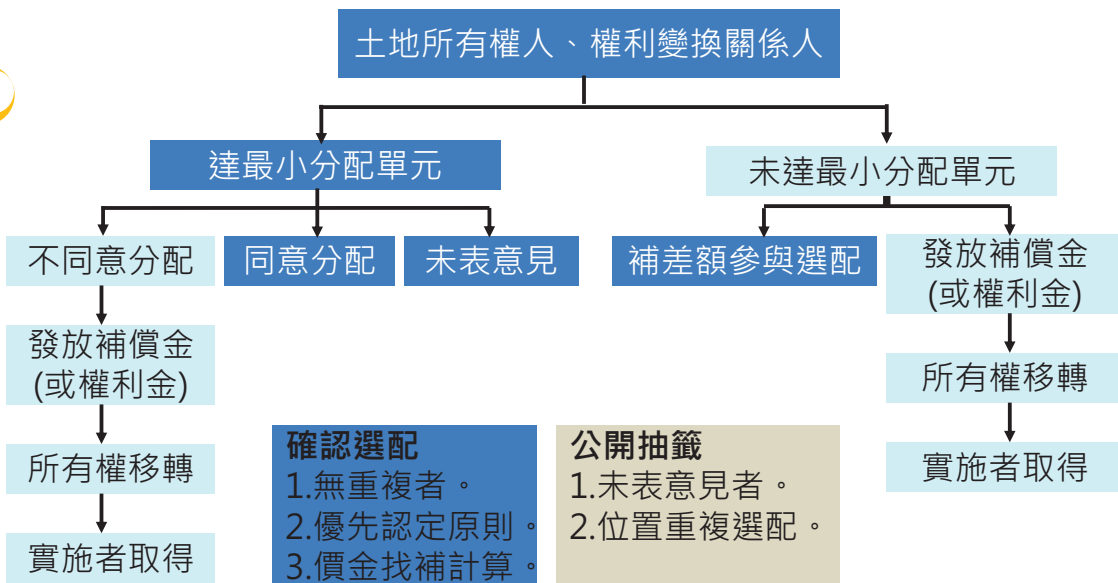 土地所有權人、權利變換關係人
達最小分配單元
未達最小分配單元
不同意分配
同意分配
未表意見
補差額參與選配
發放補償金
(或權利金)
發放補償金
(或權利金)
所有權移轉
所有權移轉
實施者取得
實施者取得
確認選配
1.無重複者。
2.優先認定原則。
3.價金找補計算。
公開抽籤
1.未表意見者。
2.位置重複選配。